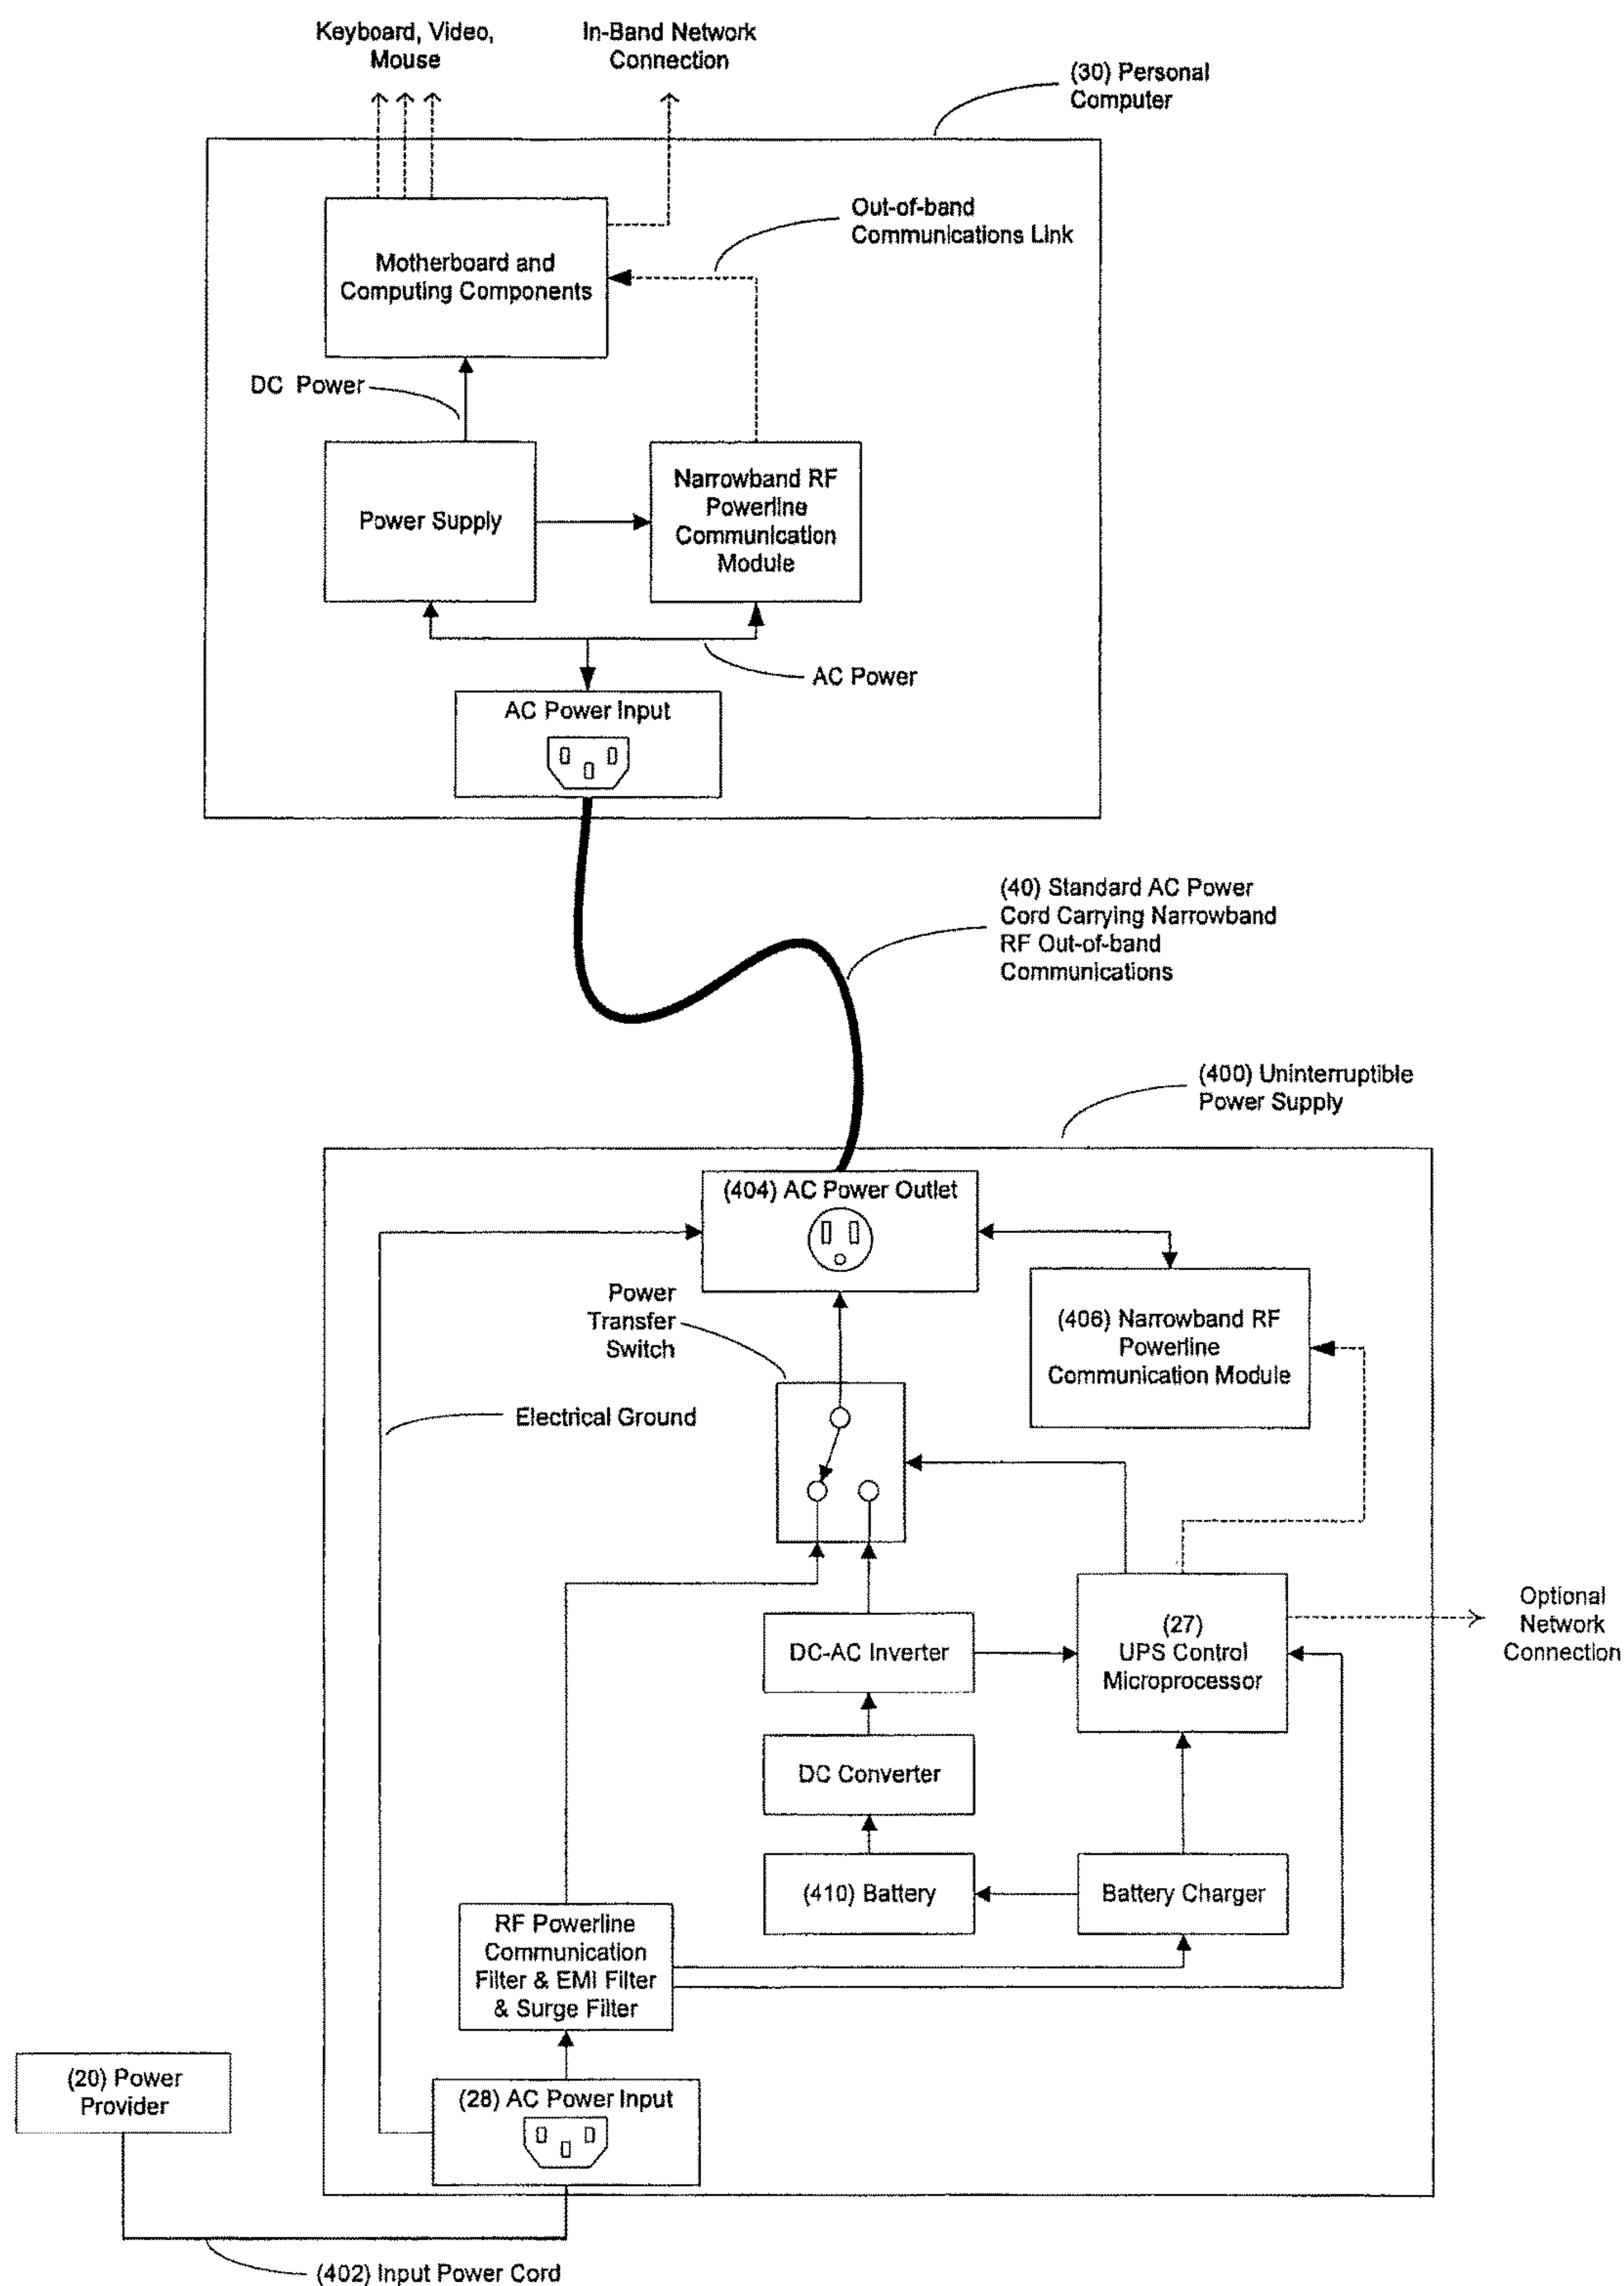 Keyboard, Video,
Mouse
In-Band Network
Connection
(30) Personal
Computer
Out-of-band
Communications Link
Motherboard and
Computing Components
DC Power
Power Supply
Narrowband RF
Powerline
Communication
Module
AC Power
AC Power Input
(40) Standard AC Power
Cord Carrying Narrowband
RF Out-of-band
Communications
(400) Uninterruptible
Power Supply
(404) AC Power Outlet
Power
Transfer
Switch
(406) Narrowband RF
Powerline
Communication Module
Electrical Ground
DC-AC Inverter
(27)
UPS Control
Microprocessor
Optional
Network
Connection
DC Converter
(410) Battery
Battery Charger
RF Powerline
Communication
Filter & EMI Filter
& Surge Filter
(20) Power
Provider
(28) AC Power Input
(402) Input Power Cord